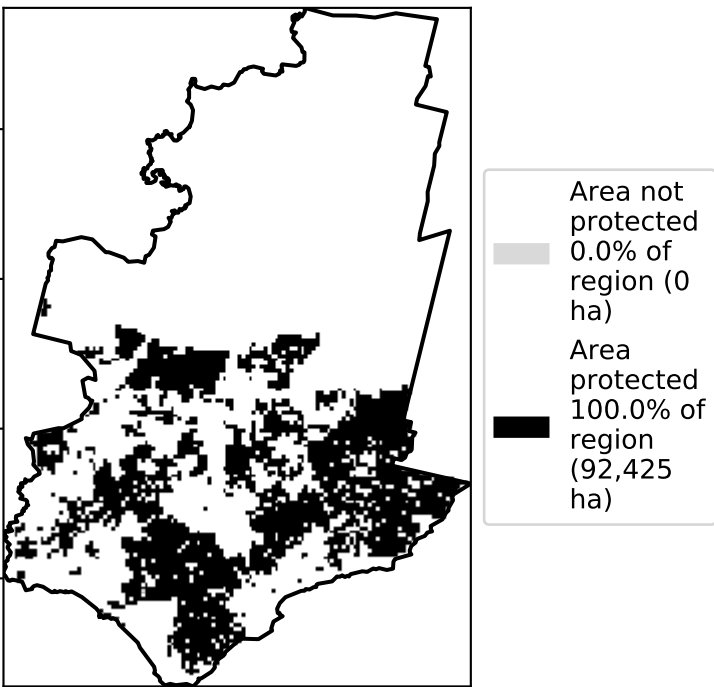 Area not
protected
0.0% of
region (0
ha)
Area
protected
100.0% of
region
(92,425
ha)